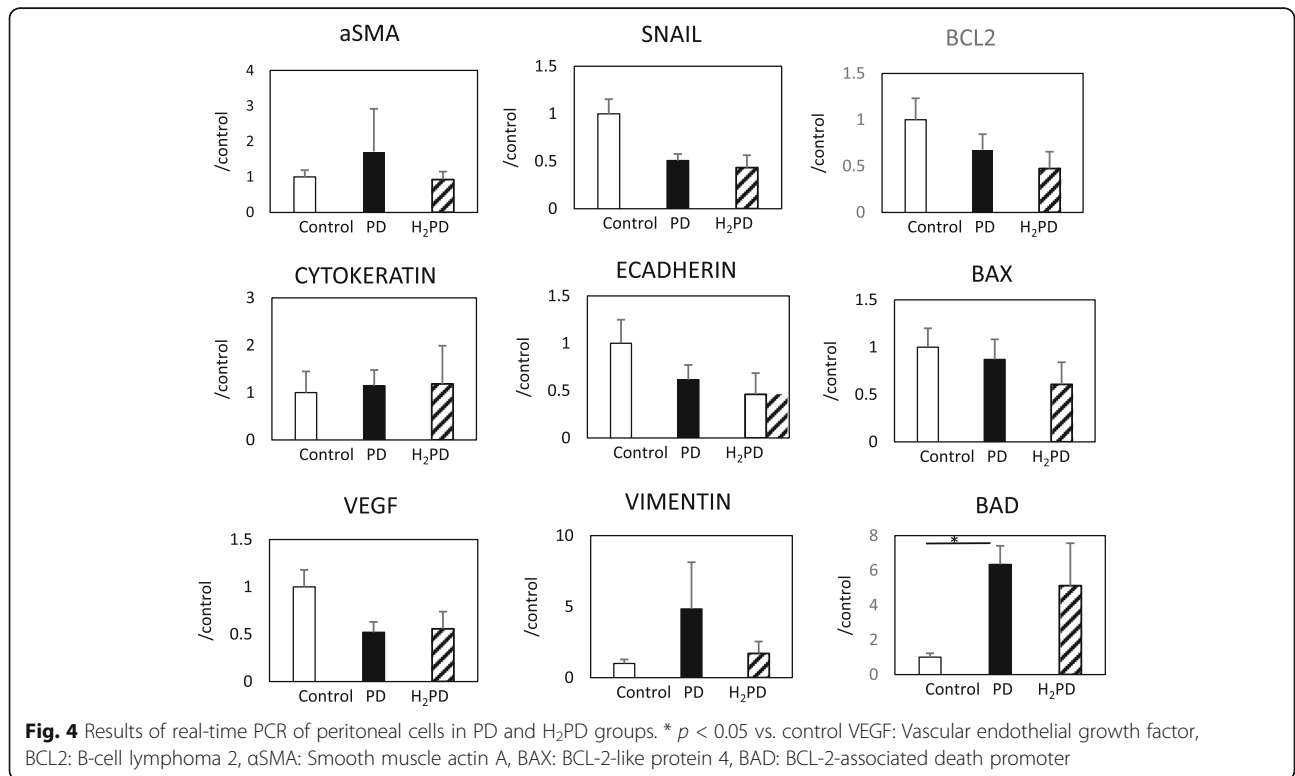 aSMA
SNAIL
BCL2
4
3
2
1
0
/control
Control PD H₂PD
1.5
1
0.5
0
/control
Control PD H₂PD
1.5
1
0.5
0
/control
Control PD H₂PD
CYTOKERATIN
ECADHERIN
BAX
3
2
1
0
/control
Control PD H₂PD
1.5
1
0.5
0
/control
Control PD H₂PD
1.5
1
0.5
0
/control
Control PD H₂PD
VEGF
VIMENTIN
BAD
1.5
1
0.5
0
/control
Control PD H₂PD
10
5
0
/control
Control PD H₂PD
8
6
4
2
0
/control
*
Control PD H₂PD
Fig. 4 Results of real-time PCR of peritoneal cells in PD and H₂PD groups. * p < 0.05 vs. control VEGF: Vascular endothelial growth factor,
BCL2: B-cell lymphoma 2, αSMA: Smooth muscle actin A, BAX: BCL-2-like protein 4, BAD: BCL-2-associated death promoter